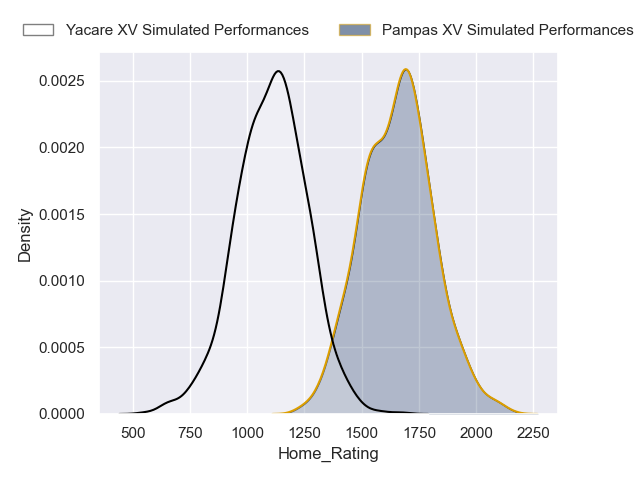 Yacare XV Simulated Performances
Pampas XV Simulated Performances
0.0025
0.0020
0.0015
0.0010
0.0005
0.0000
Density
500 750 1000 1250 1500 1750 2000 2250
Home_Rating